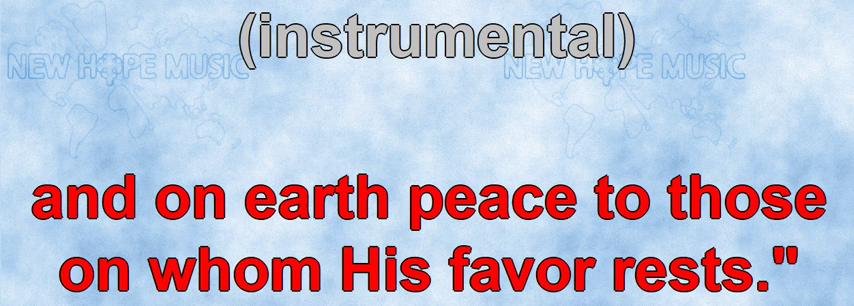 (instrumental)
NEW HOPE MUSIC NEW HOPE MUSIC
and on earth peace to those
on whom His favor rests."